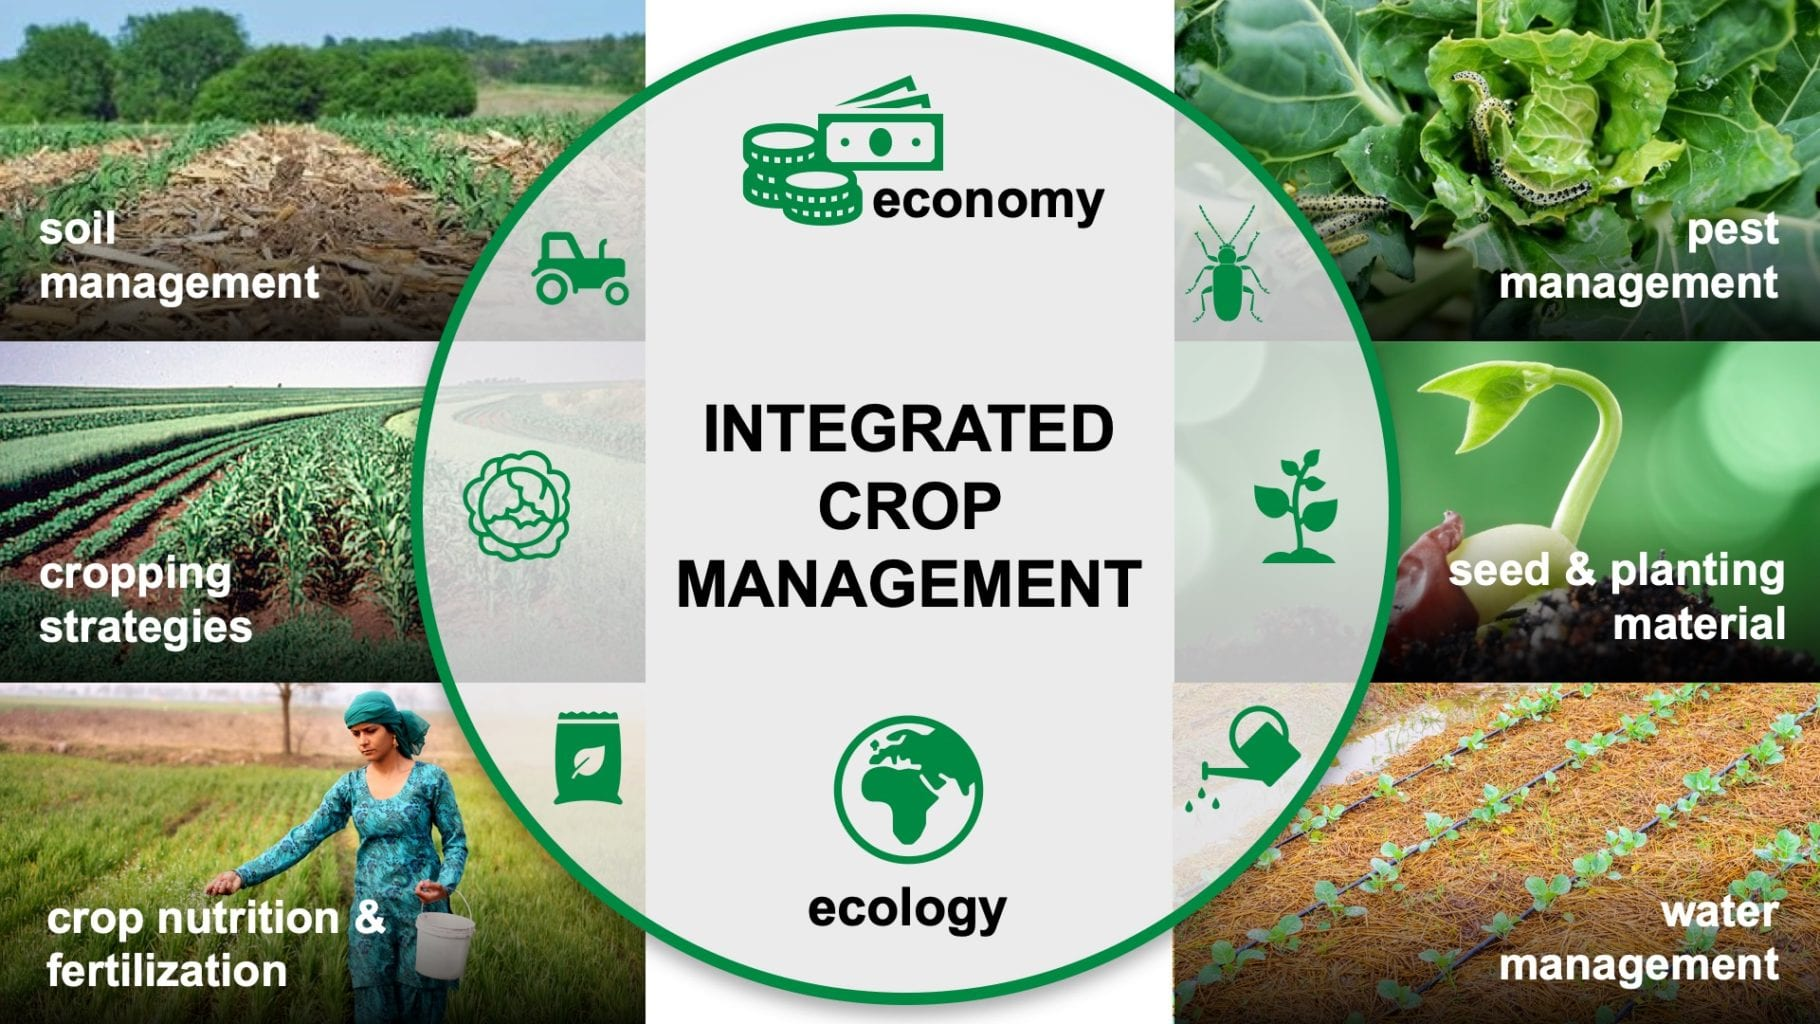 economy
soil
management
pest
management
INTEGRATED
CROP
MANAGEMENT
cropping
strategies
seed & planting
material
crop nutrition &
fertilization
ecology
water
management